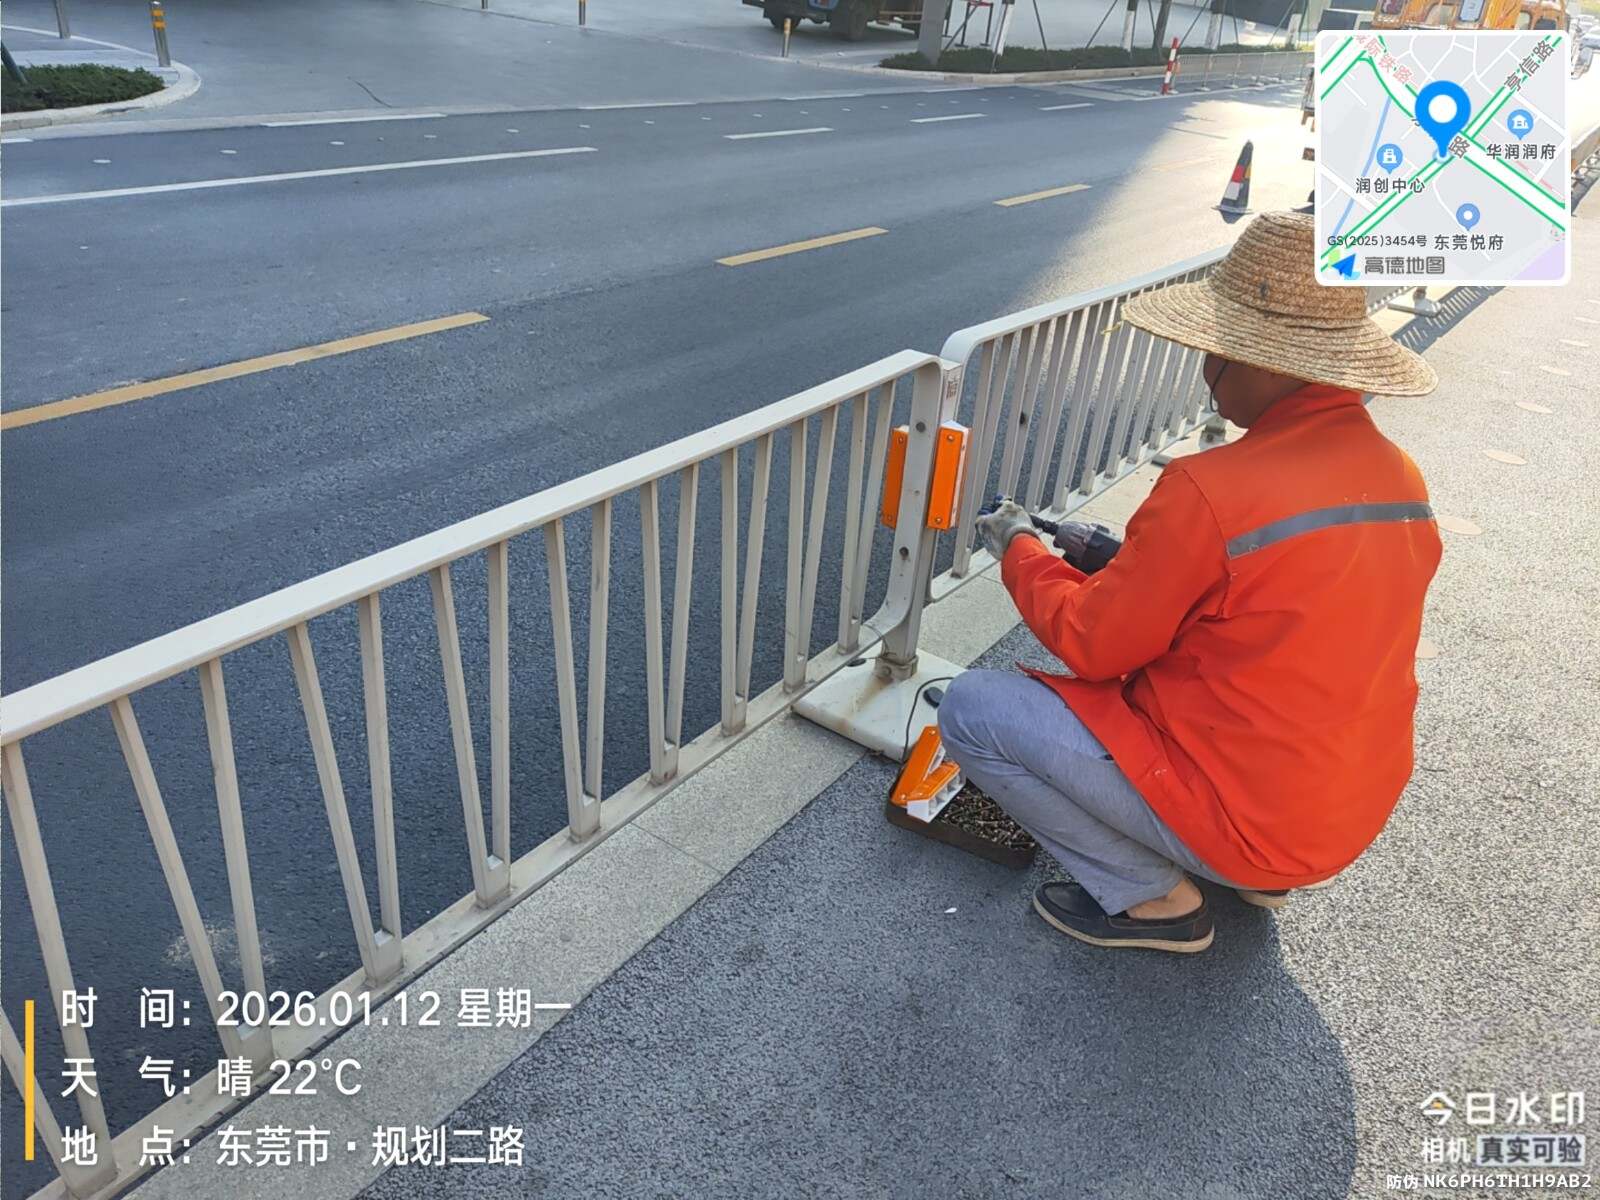 亨信路
路
华润润府
润创中心
GS(2025)3454号
东莞悦府
高德地图
时 间：2026.01.12 星期一
天 气：晴 22°C
地 点：东莞市·规划二路
今日水印
相机 真实可验
防伪 NK6PH6TH1H9AB2